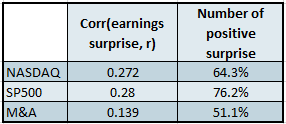 Corr(earnings surprise, r) Number of positive surprise
NASDAQ 0.272 64.3%
SP500 0.28 76.2%
M&A 0.139 51.1%